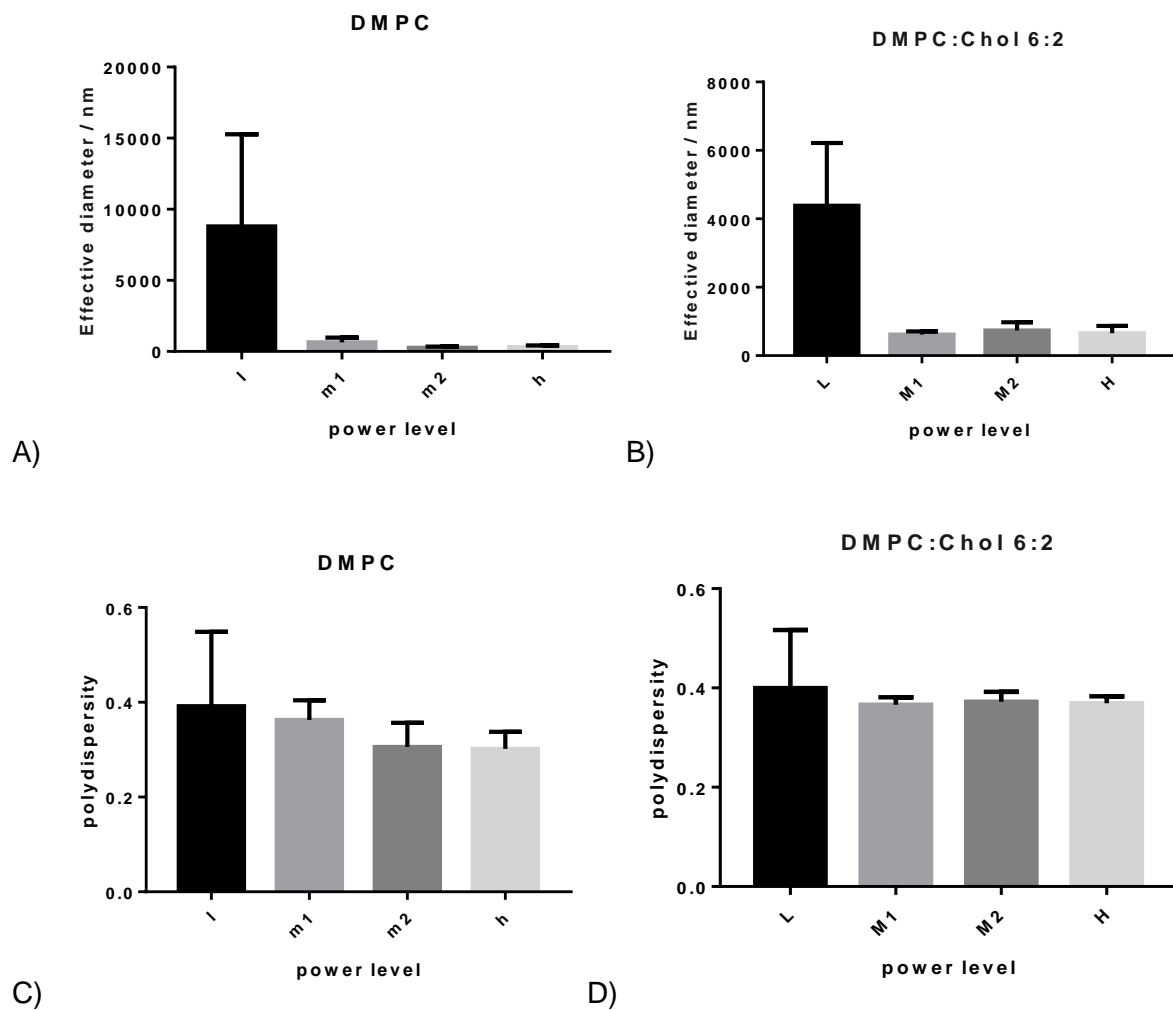 DMPC
20000
15000
10000
5000
0
Effective diameter / nm
l
m1
m2
h
power level
A)
DMPC:Chol 6:2
8000
6000
4000
2000
0
Effective diameter / nm
L
M1
M2
H
power level
B)
DMPC
0.6
0.4
0.2
0.0
polydispersity
l
m1
m2
h
power level
C)
DMPC:Chol 6:2
0.6
0.4
0.2
0.0
polydispersity
L
M1
M2
H
power level
D)